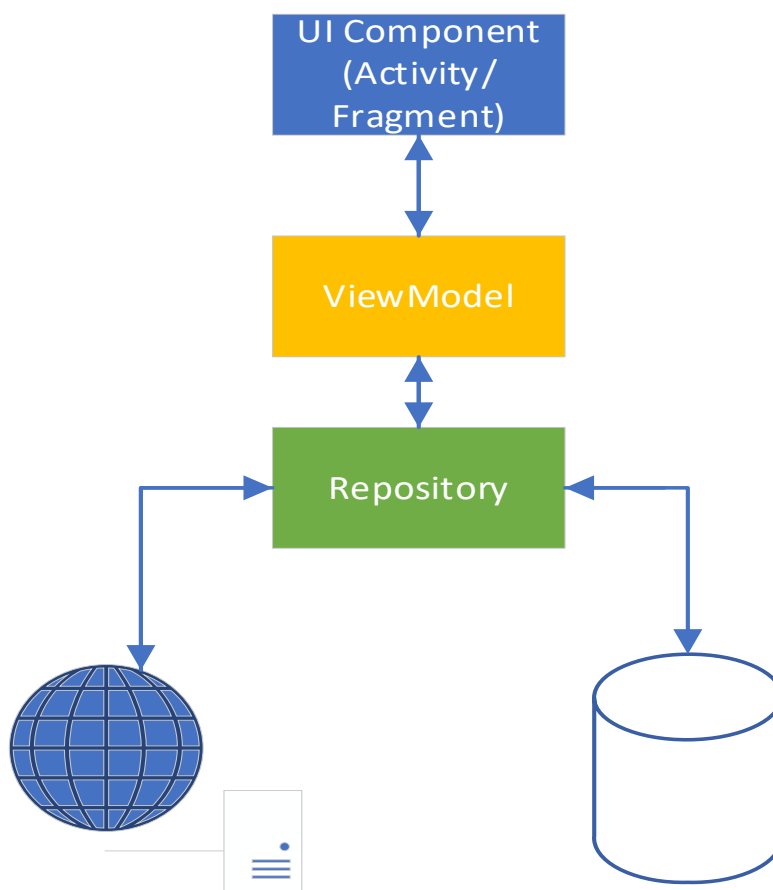 UI Component
(Activity/
Fragment)
ViewModel
Repository